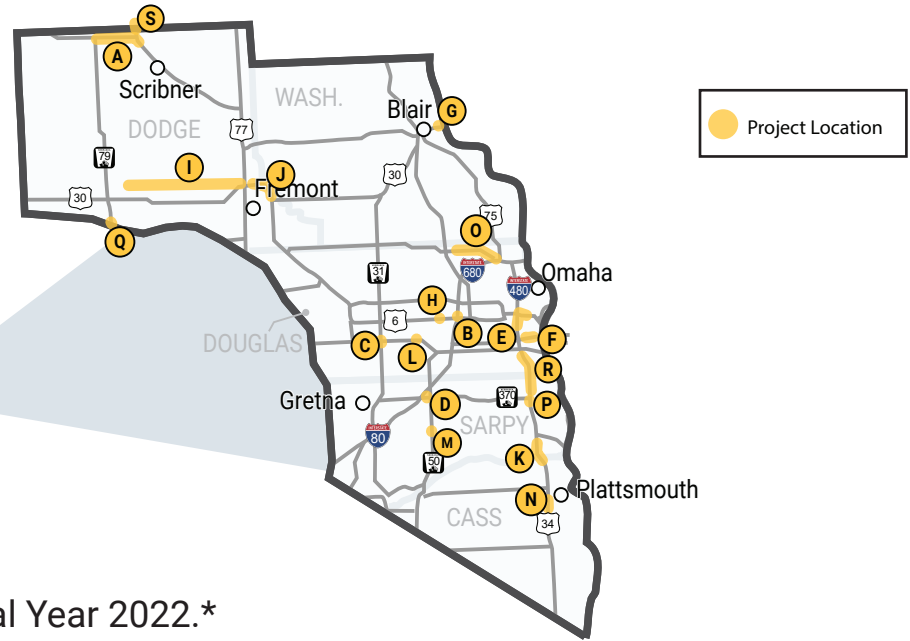 S
A
Scribner
WASH.
Blair
G
DODGE
77
79
I
J
Fremont
30
30
Q
75
O
680
Omaha
31
480
H
6
B
E
F
DOUGLAS
C
L
R
Gretna
D
370
P
SARPY
80
M
50
K
N
Plattsmouth
CASS
34
Project Location
al Year 2022.*